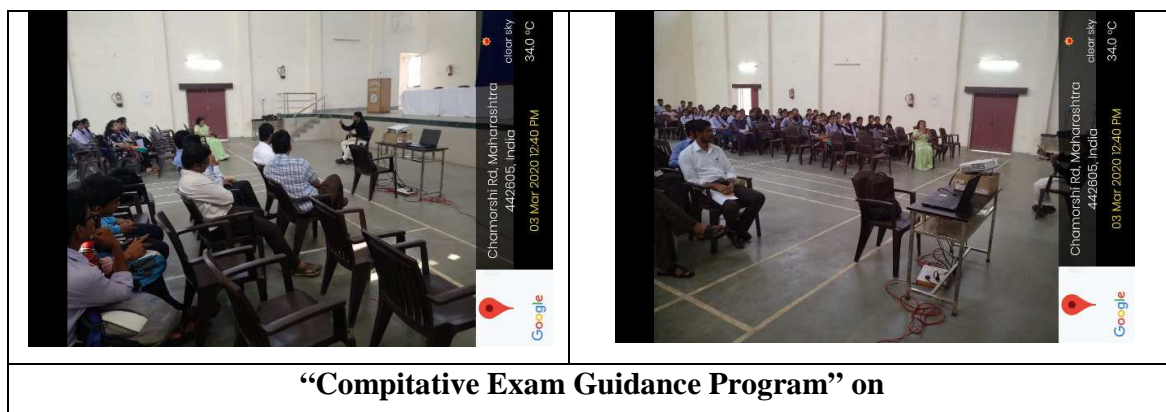 Chamorshi Rd, Maharashtra
442605, India
03 Mar 2020 12:40 PM
clear sky
34.0 °C
Google
Chamorshi Rd, Maharashtra
442605, India
03 Mar 2020 12:40 PM
clear sky
34.0 °C
Google
“Compitative Exam Guidance Program” on